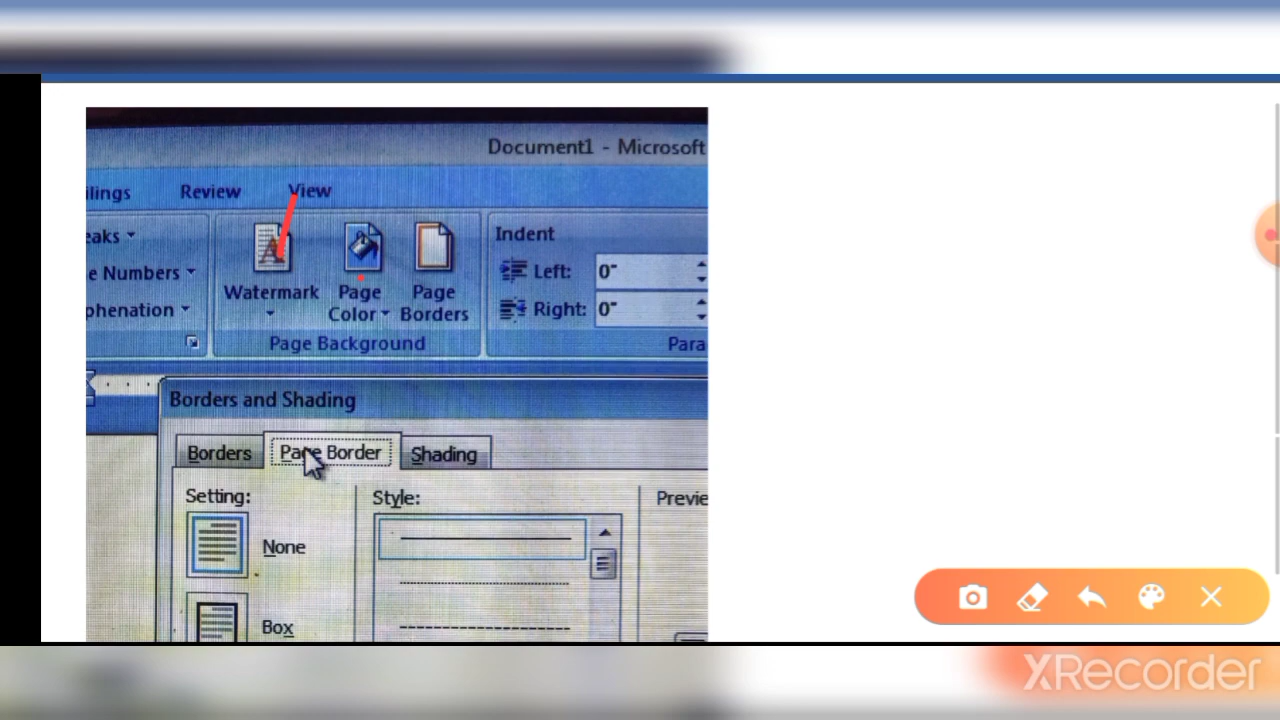 Document1 - Microsoft
ilings Review View
eaks
e Numbers
phenation
Watermark
Page Color
Page Borders
Page Background
Indent
Left: 0"
Right: 0"
Para
Borders and Shading
Borders Page Border Shading
Setting:
None
Box
Style:
Previe
XRecorder